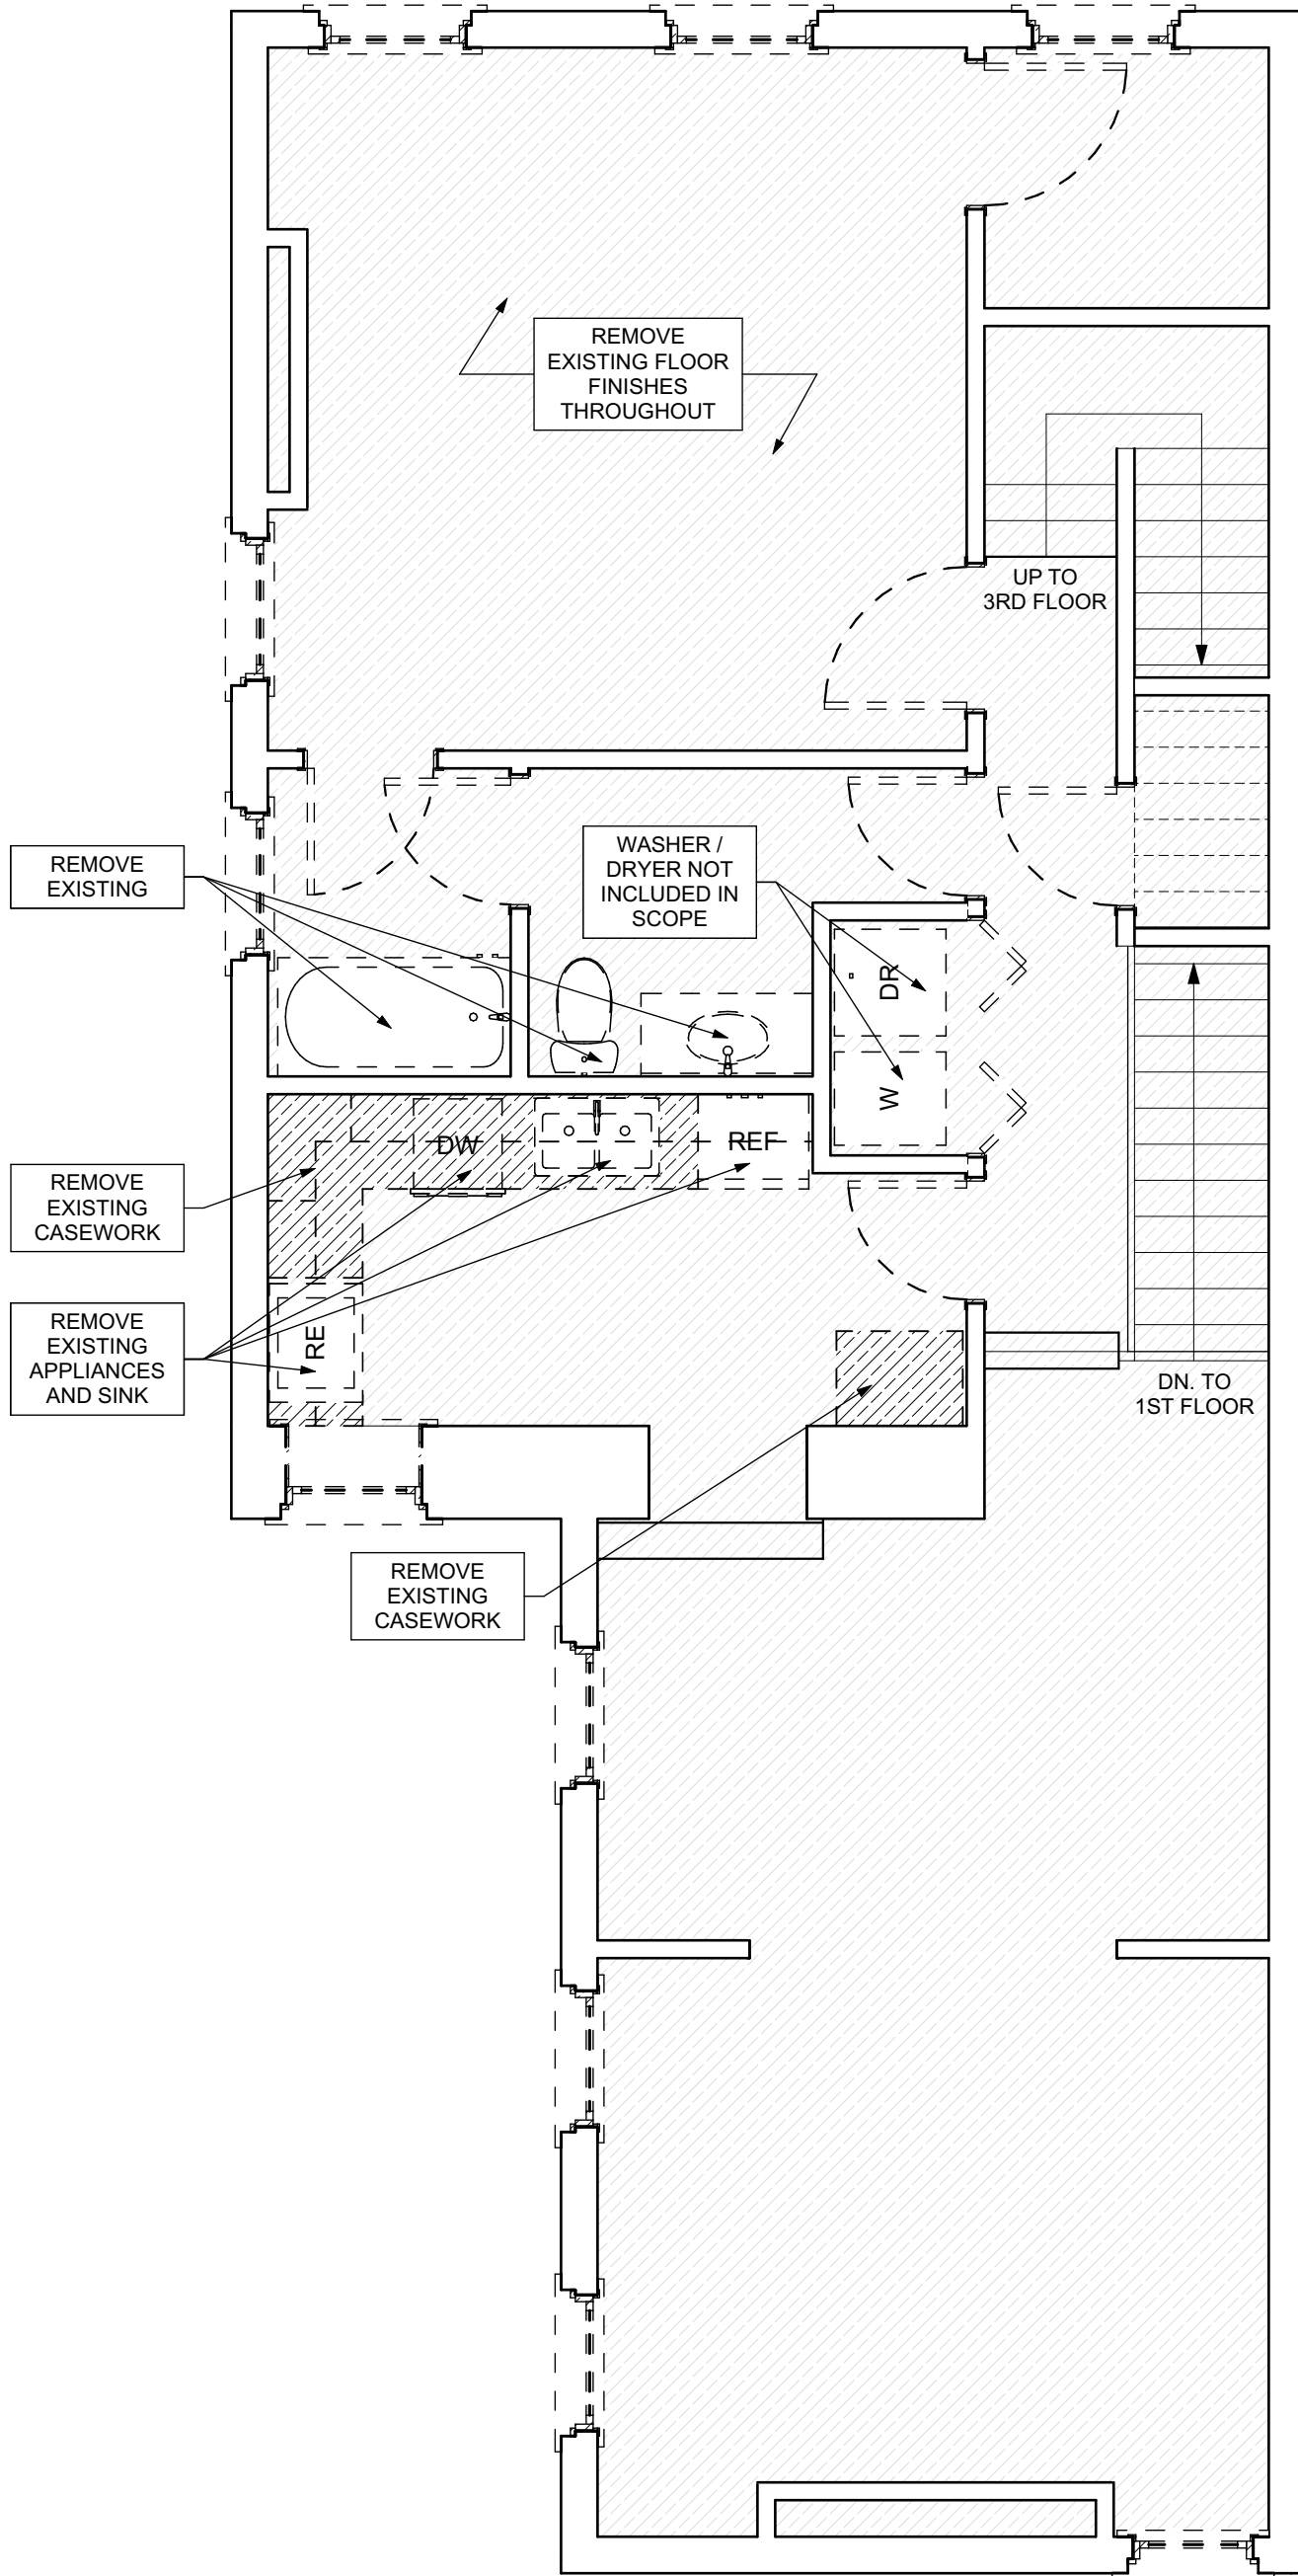 REMOVE
EXISTING FLOOR
FINISHES
THROUGHOUT
UP TO
3RD FLOOR
REMOVE
EXISTING
WASHER /
DRYER NOT
INCLUDED IN
SCOPE
DR
W
DW
REF
REMOVE
EXISTING
CASEWORK
REMOVE
EXISTING
APPLIANCES
AND SINK
RE
DN. TO
1ST FLOOR
REMOVE
EXISTING
CASEWORK